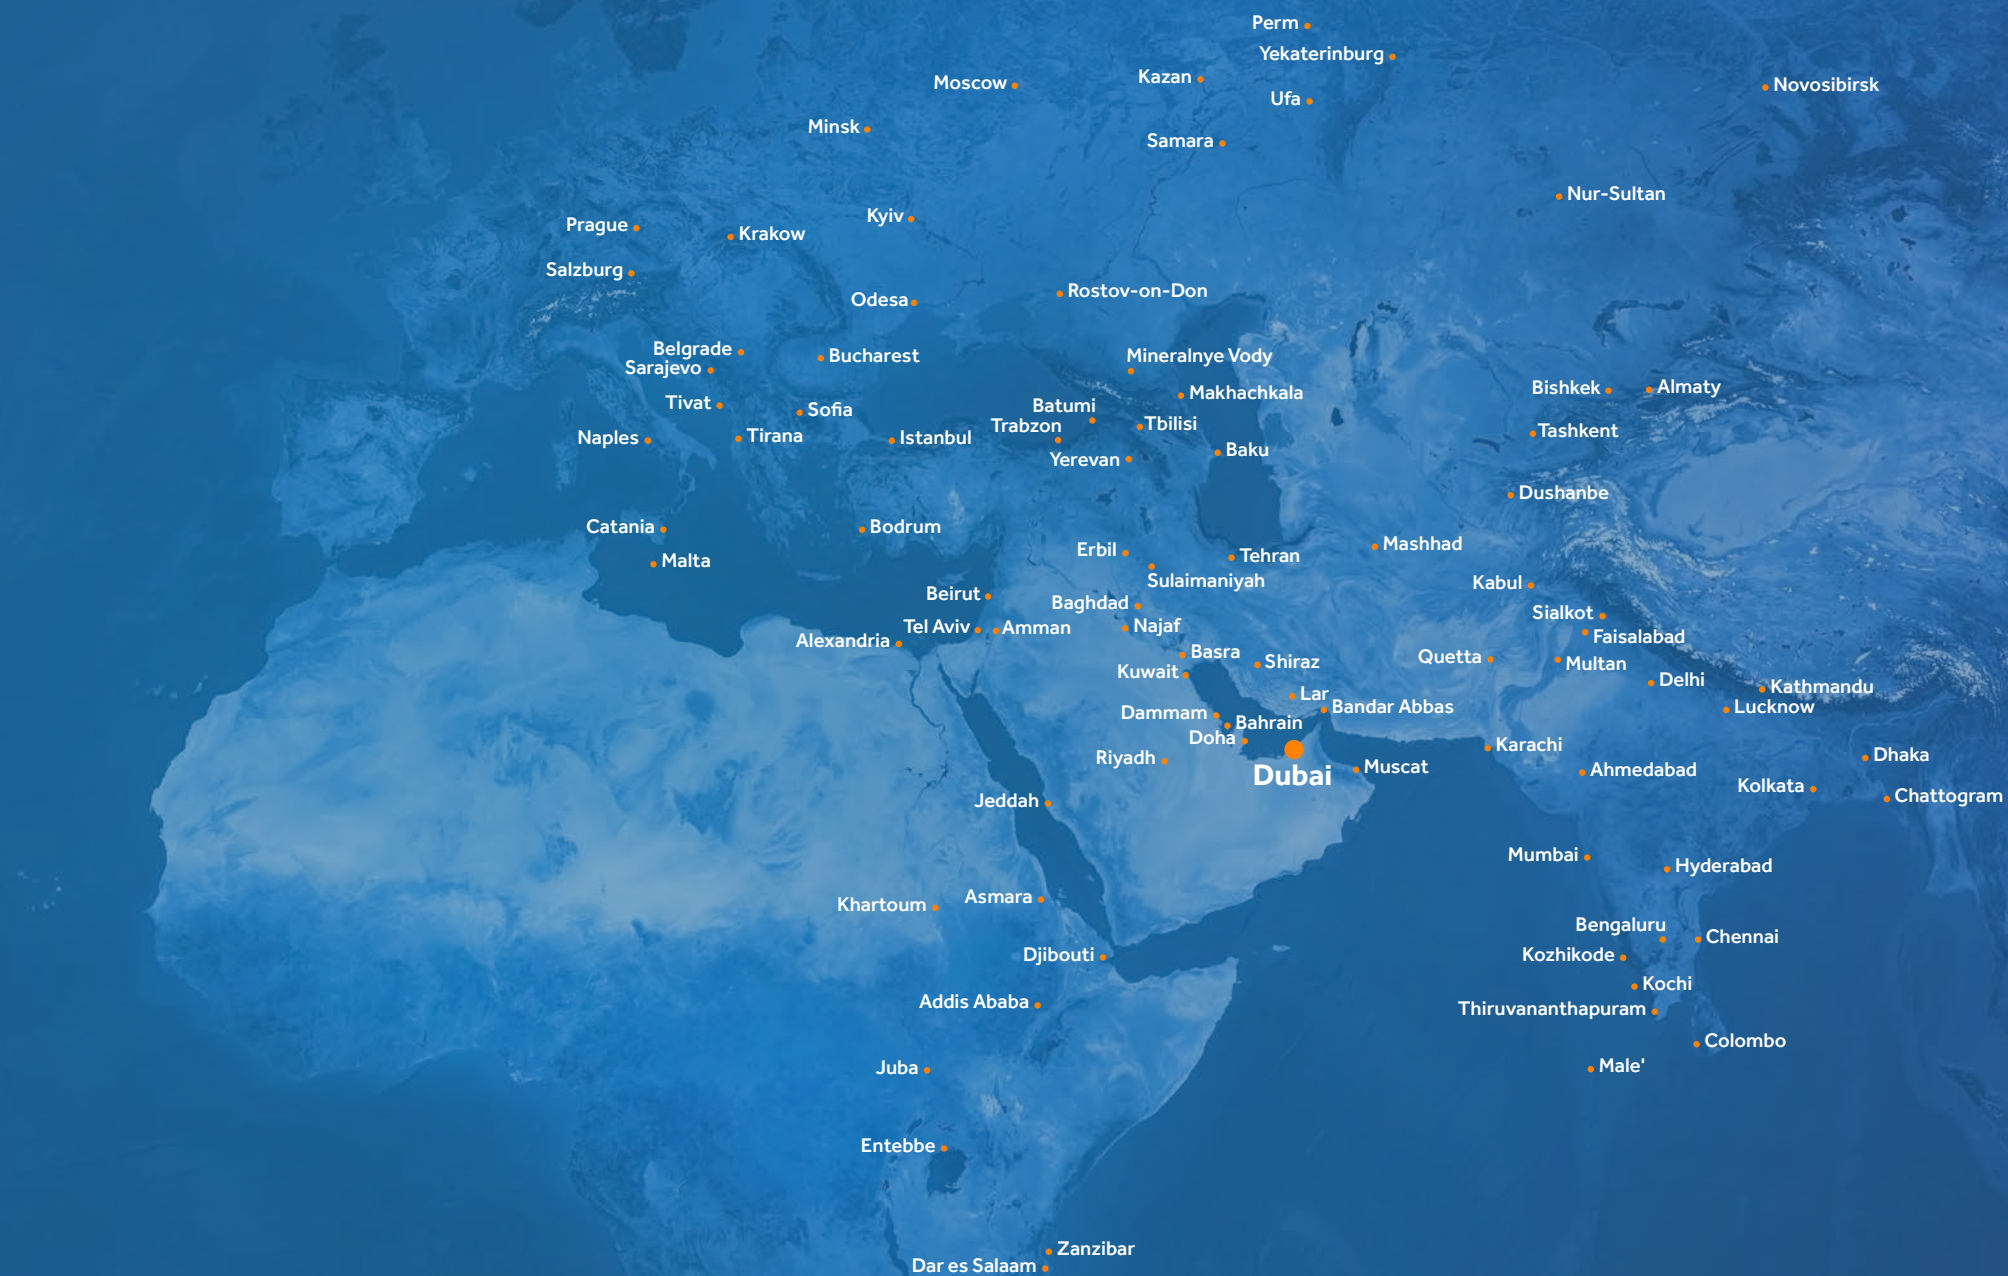 Perm
Yekaterinburg
Kazan
Moscow
Novosibirsk
Ufa
Minsk
Samara
Nur-Sultan
Kyiv
Prague
Krakow
Salzburg
Rostov-on-Don
Odesa
Belgrade
Bucharest
Mineralnye Vody
Sarajevo
Bishkek
Almaty
Makhachkala
Tivat
Batumi
Sofia
Tbilisi
Trabzon
Tashkent
Tirana
Naples
Istanbul
Baku
Yerevan
Dushanbe
Catania
Bodrum
Mashhad
Erbil
Tehran
Malta
Sulaimaniyah
Kabul
Beirut
Baghdad
Sialkot
Najaf
Tel Aviv
Amman
Faisalabad
Alexandria
Basra
Quetta
Shiraz
Multan
Kuwait
Delhi
Kathmandu
Lar
Bandar Abbas
Lucknow
Dammam
Bahrain
Doha
Karachi
Dhaka
Riyadh
Muscat
Ahmedabad
Dubai
Kolkata
Chattogram
Jeddah
Mumbai
Hyderabad
Asmara
Khartoum
Bengaluru
Chennai
Djibouti
Kozhikode
Kochi
Addis Ababa
Thiruvananthapuram
Colombo
Male'
Juba
Entebbe
Zanzibar
Dar es Salaam